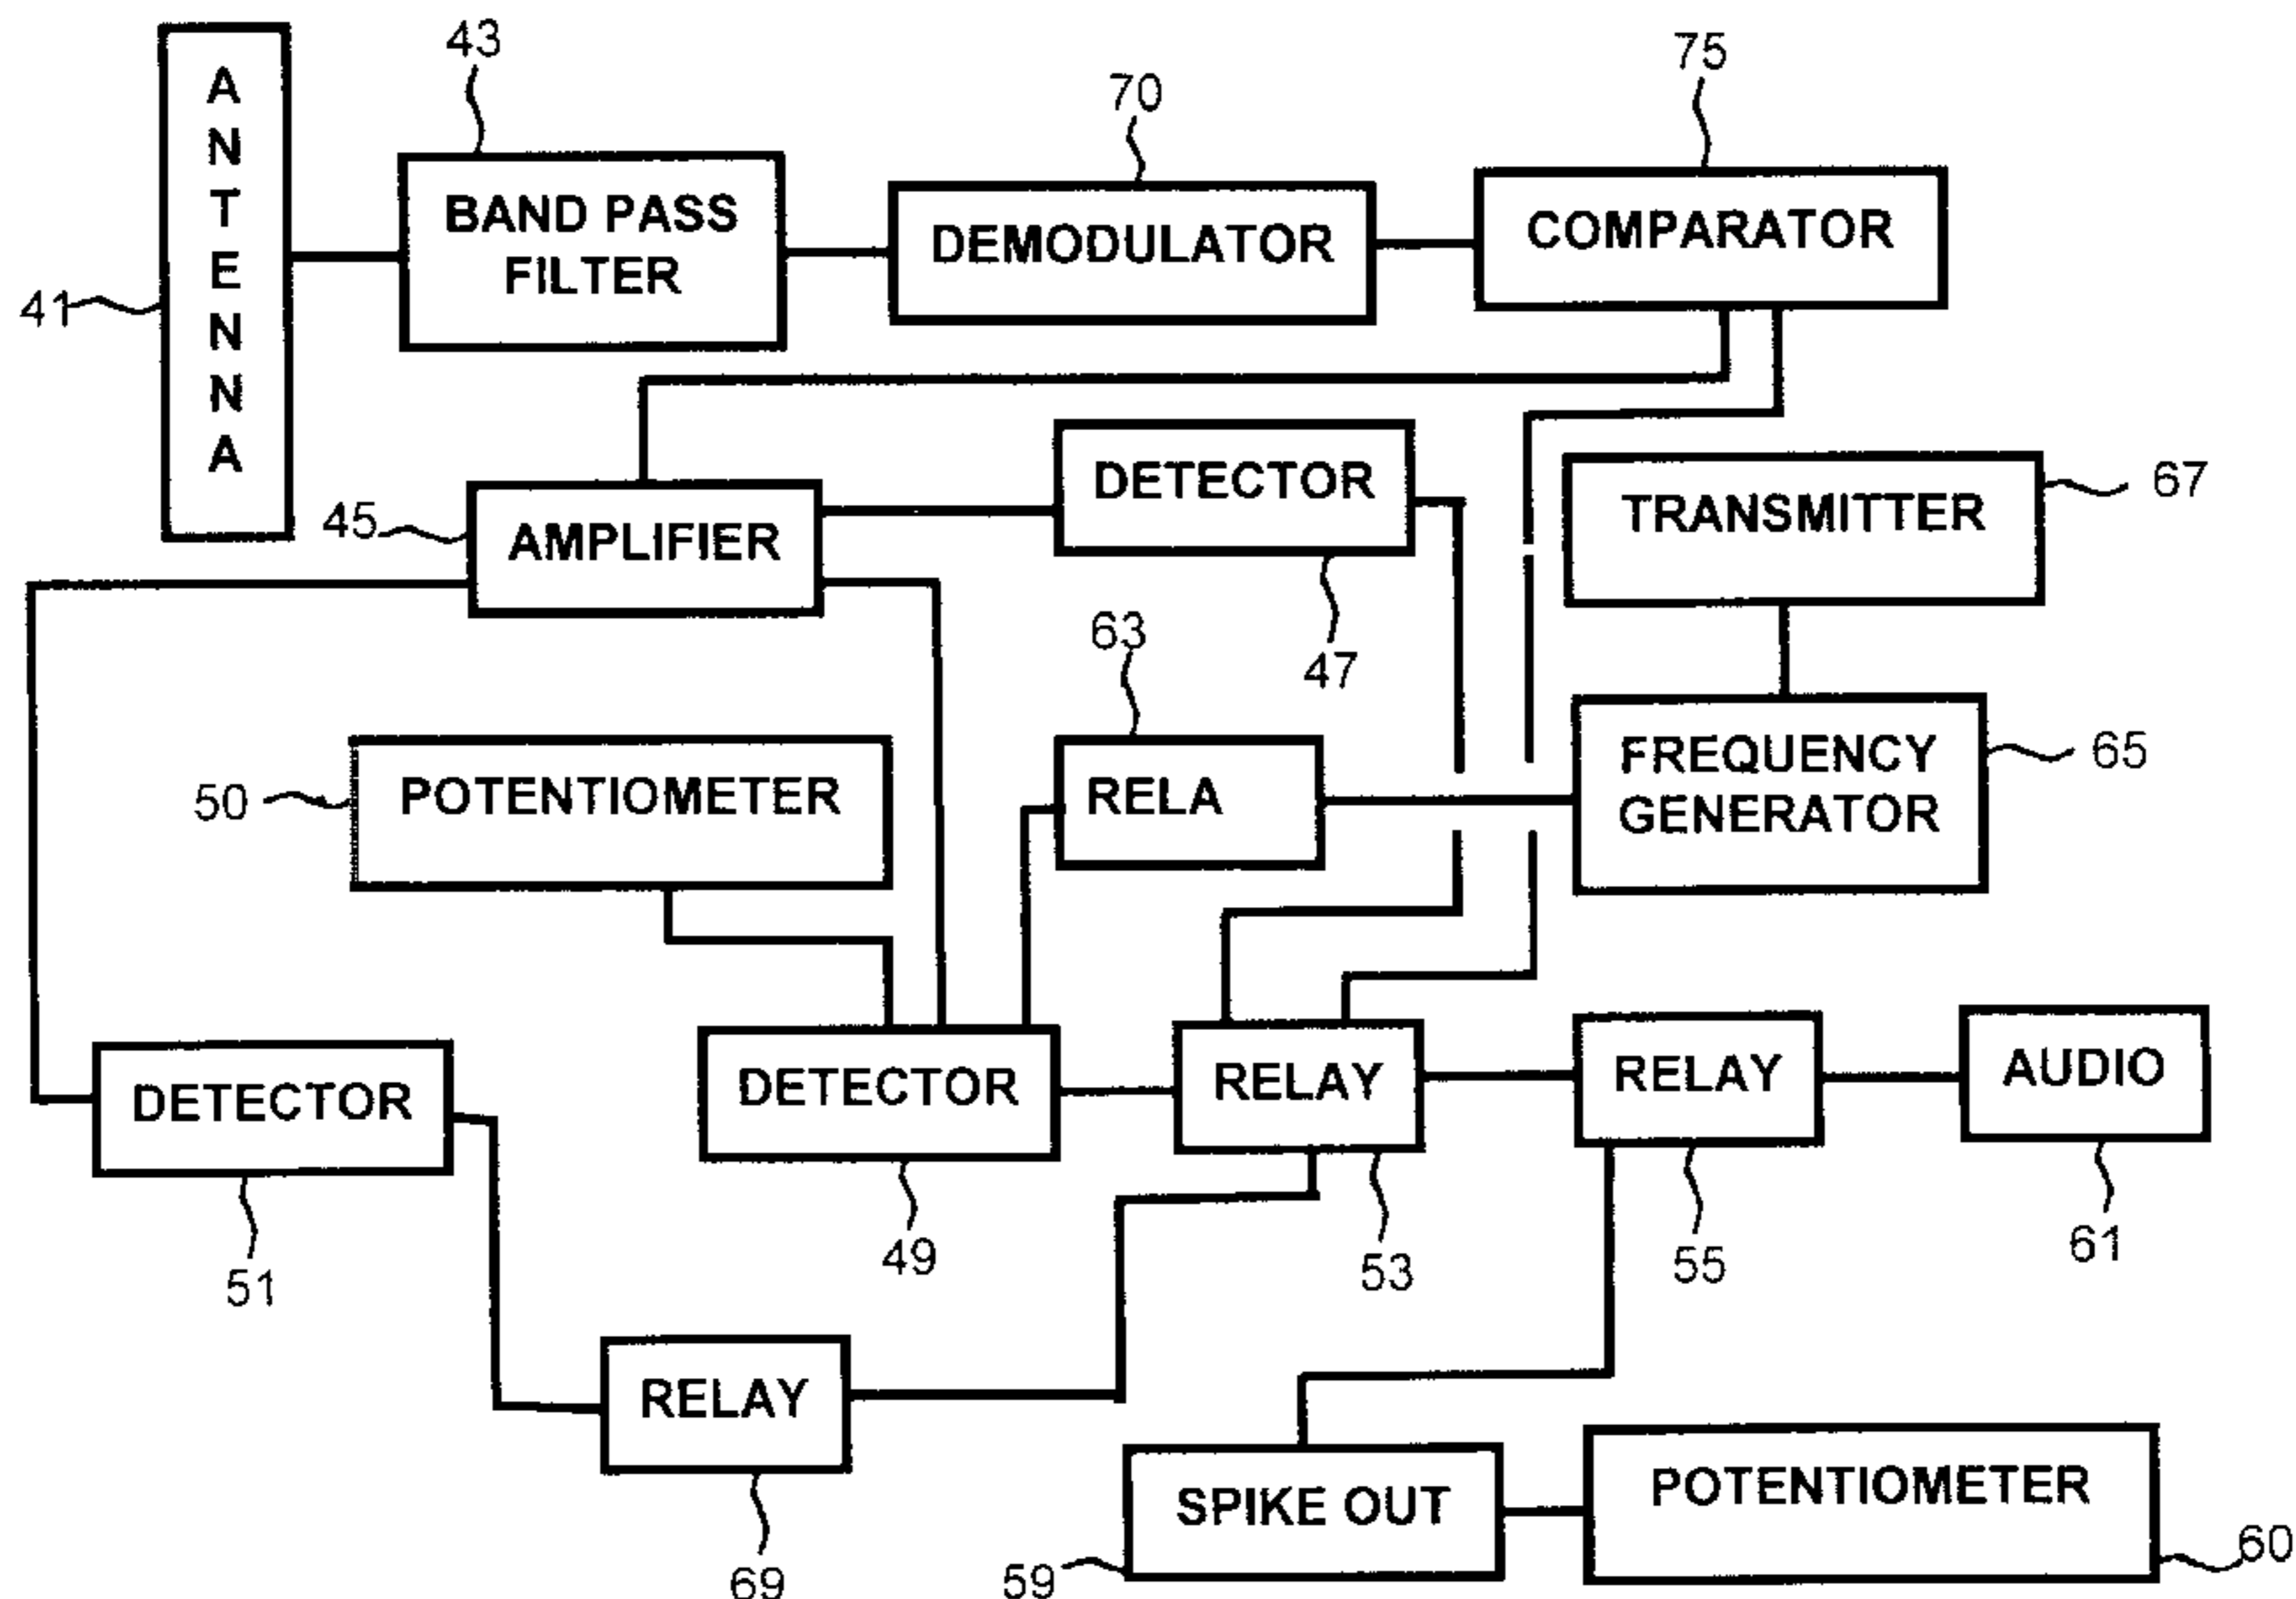 43
75
70
A
N
T
E
N
N
A
BAND PASS
FILTER
DEMODULATOR
COMPARATOR
41
DETECTOR
67
TRANSMITTER
45
AMPLIFIER
63
47
FREQUENCY
GENERATOR
65
50
POTENTIOMETER
RELA
DETECTOR
DETECTOR
RELAY
RELAY
AUDIO
51
49
53
55
61
RELAY
SPIKE OUT
POTENTIOMETER
60
69
59